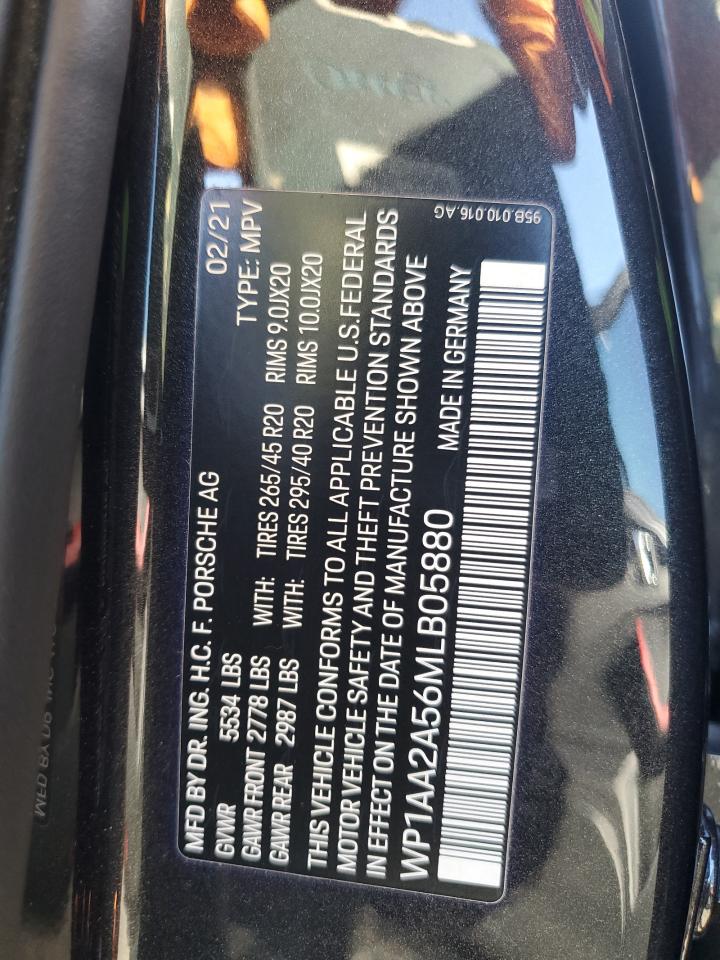 MFD BY DR. ING. H.C. F. PORSCHE AG 02/21
GVWR 5534 LBS TYPE: MPV
GAWR FRONT 2778 LBS WITH: TIRES 265/45 R20 RIMS 9.0JX20
GAWR REAR 2987 LBS WITH: TIRES 295/40 R20 RIMS 10.0JX20
THIS VEHICLE CONFORMS TO ALL APPLICABLE U.S.FEDERAL
MOTOR VEHICLE SAFETY AND THEFT PREVENTION STANDARDS
IN EFFECT ON THE DATE OF MANUFACTURE SHOWN ABOVE
WP1AA2A56MLB05880 MADE IN GERMANY
95B.010.016.AG